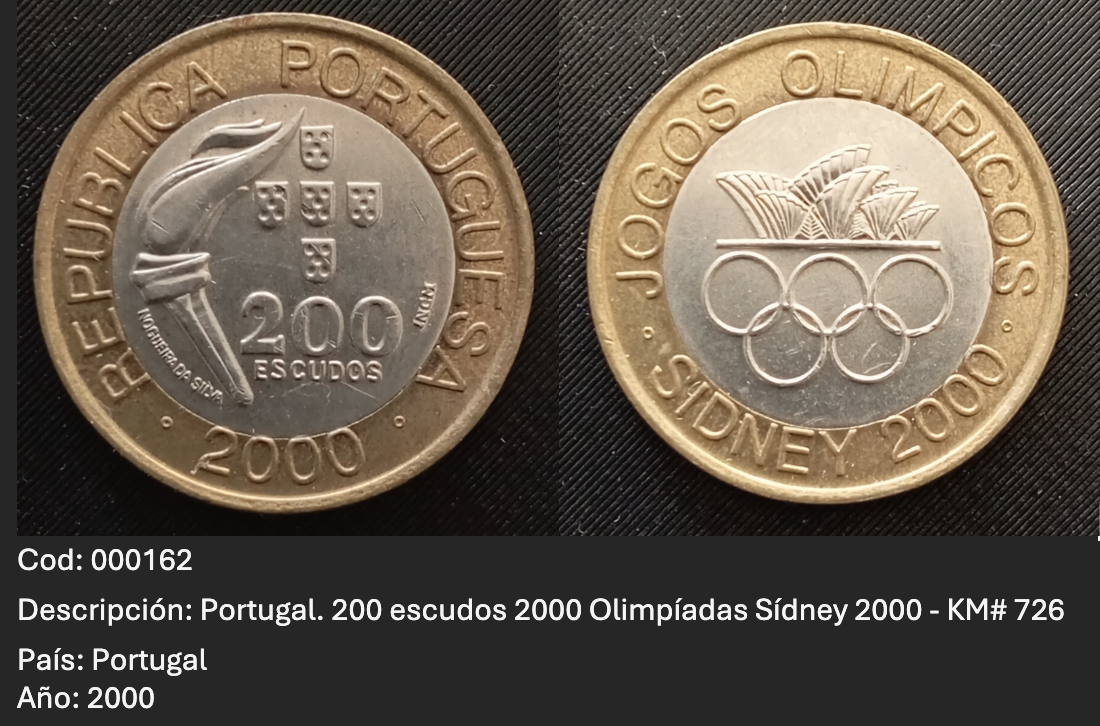 REPUBLICA PORTUGUESA
200
ESCUDOS
NOGUEIRA DA SILVA
INCM
2000
JOGOS OLIMPICOS
SIDNEY 2000
Cod: 000162
Descripción: Portugal. 200 escudos 2000 Olimpíadas Sídney 2000 - KM# 726
País: Portugal
Año: 2000